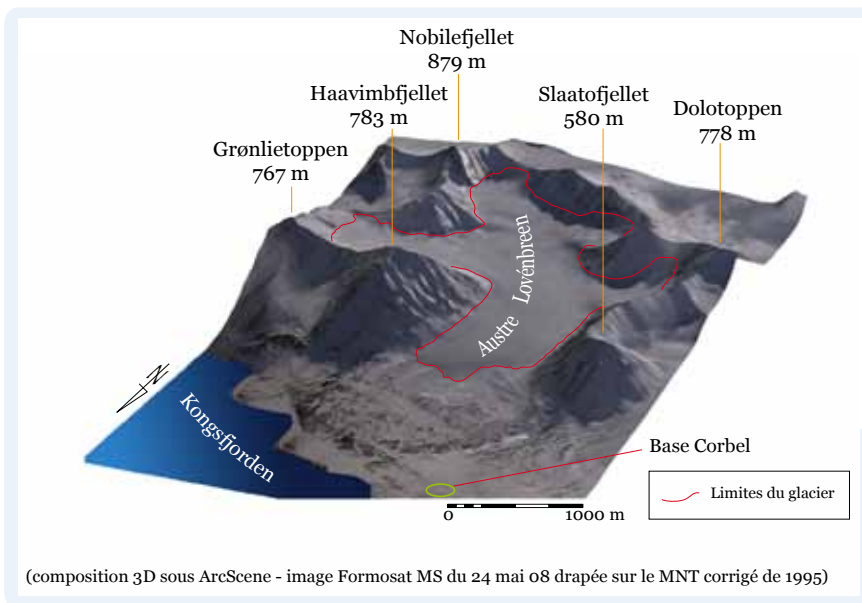 Nobilefjellet
879 m
Haavimbfjellet
783 m
Slaatofjellet
580 m
Dolotoppen
778 m
Grønlietoppen
767 m
Austre Lovénbreen
N
Kongsfjorden
Base Corbel
Limites du glacier
0 1000 m
(composition 3D sous ArcScene - image Formosat MS du 24 mai 08 drapée sur le MNT corrigé de 1995)